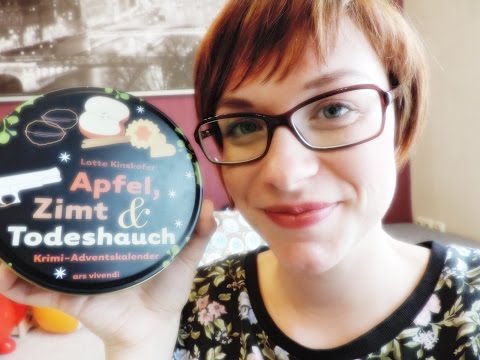 Lotte Kinskofer
Apfel,
Zimt &
Todeshauch
Krimi-Adventskalender
ars vivendi